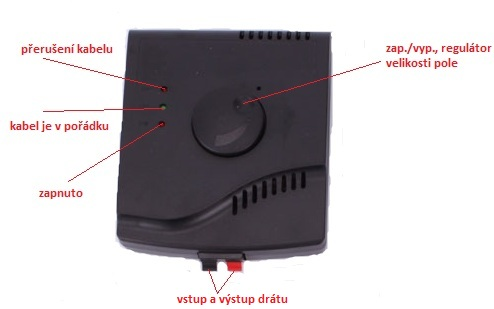 přerušení kabelu
zap./vyp., regulátor
velikosti pole
kabel je v pořádku
zapnuto
vstup a výstup drátu